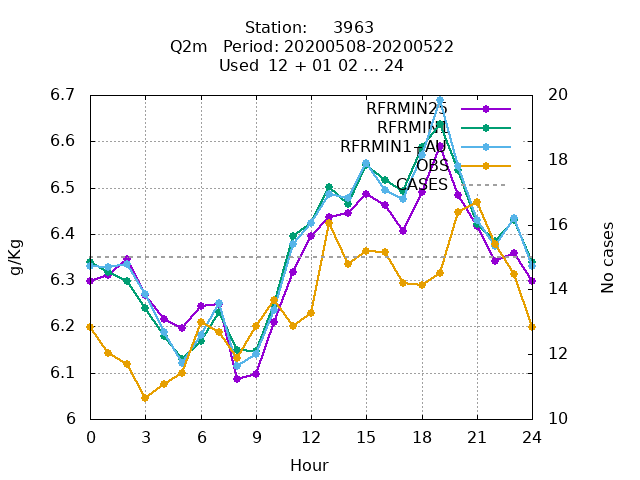 Station: 3963
Q2m Period: 20200508-20200522
Used 12 + 01 02 ... 24
6.7
6.6
6.5
6.4
6.3
6.2
6.1
6
g/Kg
20
18
16
14
12
10
No cases
RFRMIN25
RFRMIN1
RFRMIN1-AU
OBS
CASES
0 3 6 9 12 15 18 21 24
Hour